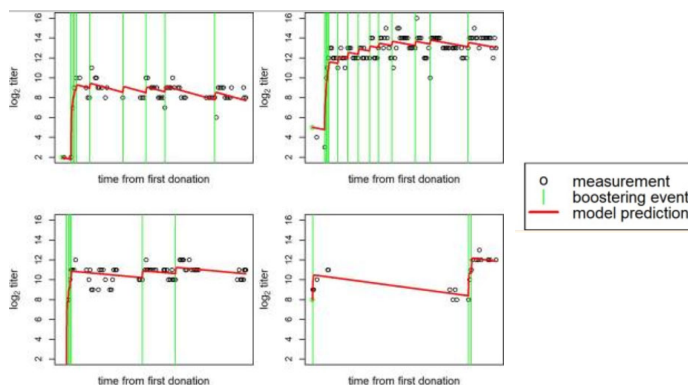 log2 titer
16
14
12
10
8
6
4
2
time from first donation
log2 titer
16
14
12
10
8
6
4
2
time from first donation
measurement
boostering event
model prediction
log2 titer
16
14
12
10
8
6
4
2
time from first donation
log2 titer
16
14
12
10
8
6
4
2
time from first donation